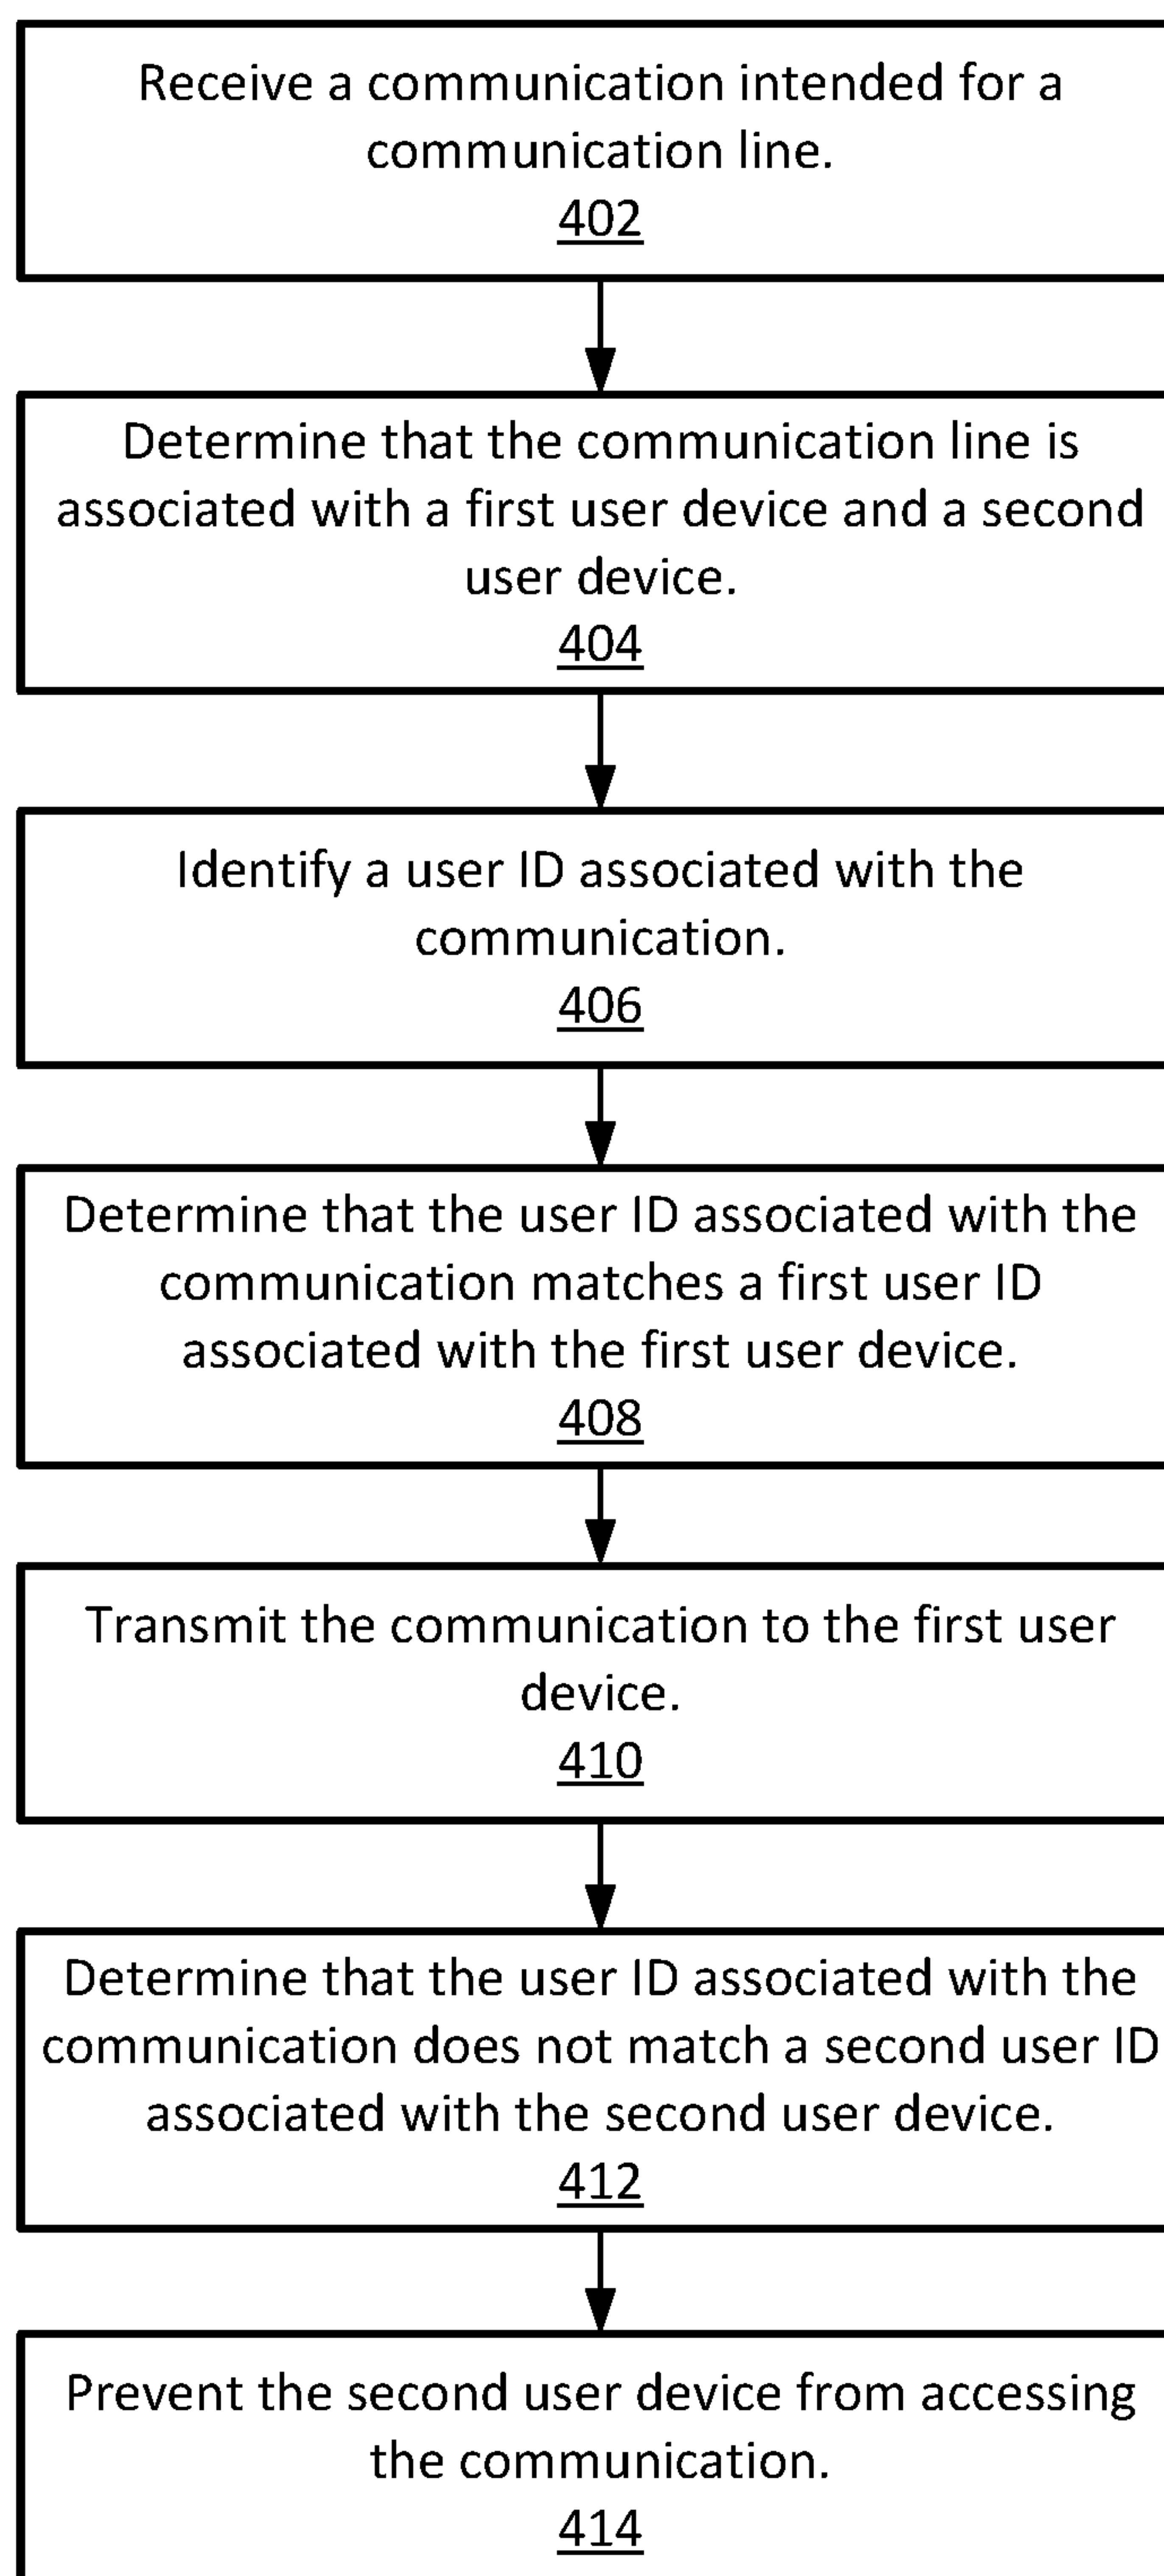 Receive a communication intended for a
communication line.
402
Determine that the communication line is
associated with a first user device and a second
user device.
404
Identify a user ID associated with the
communication.
406
Determine that the user ID associated with the
communication matches a first user ID
associated with the first user device.
408
Transmit the communication to the first user
device.
410
Determine that the user ID associated with the
communication does not match a second user ID
associated with the second user device.
412
Prevent the second user device from accessing
the communication.
414